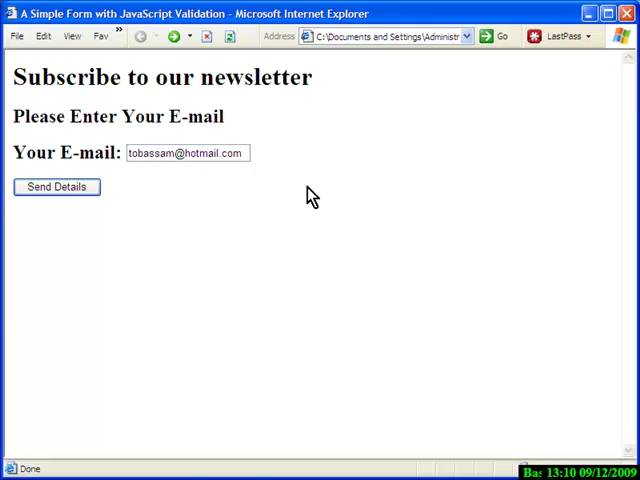 A Simple Form with JavaScript Validation - Microsoft Internet Explorer
File Edit View Fav » Address C:\Documents and Settings\Administr Go LastPass
Subscribe to our newsletter
Please Enter Your E-mail
Your E-mail: tobassam@hotmail.com
Send Details
Done
Bas 13:10 09/12/2009